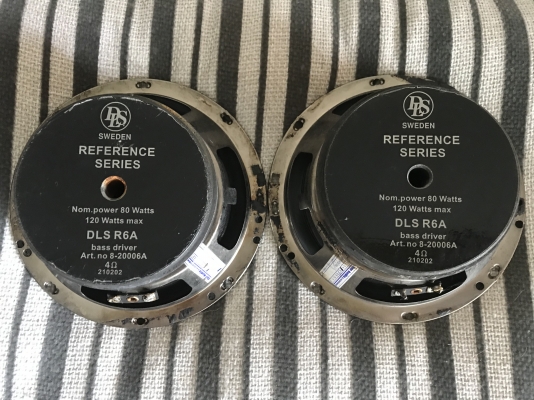 DLS
SWEDEN
REFERENCE
SERIES
Nom.power 80 Watts
120 Watts max
DLS R6A
bass driver
Art.no 8-20006A
4Ω
210202
DLS
SWEDEN
REFERENCE
SERIES
Nom.power 80 Watts
120 Watts max
DLS R6A
bass driver
Art.no 8-20006A
4Ω
210202